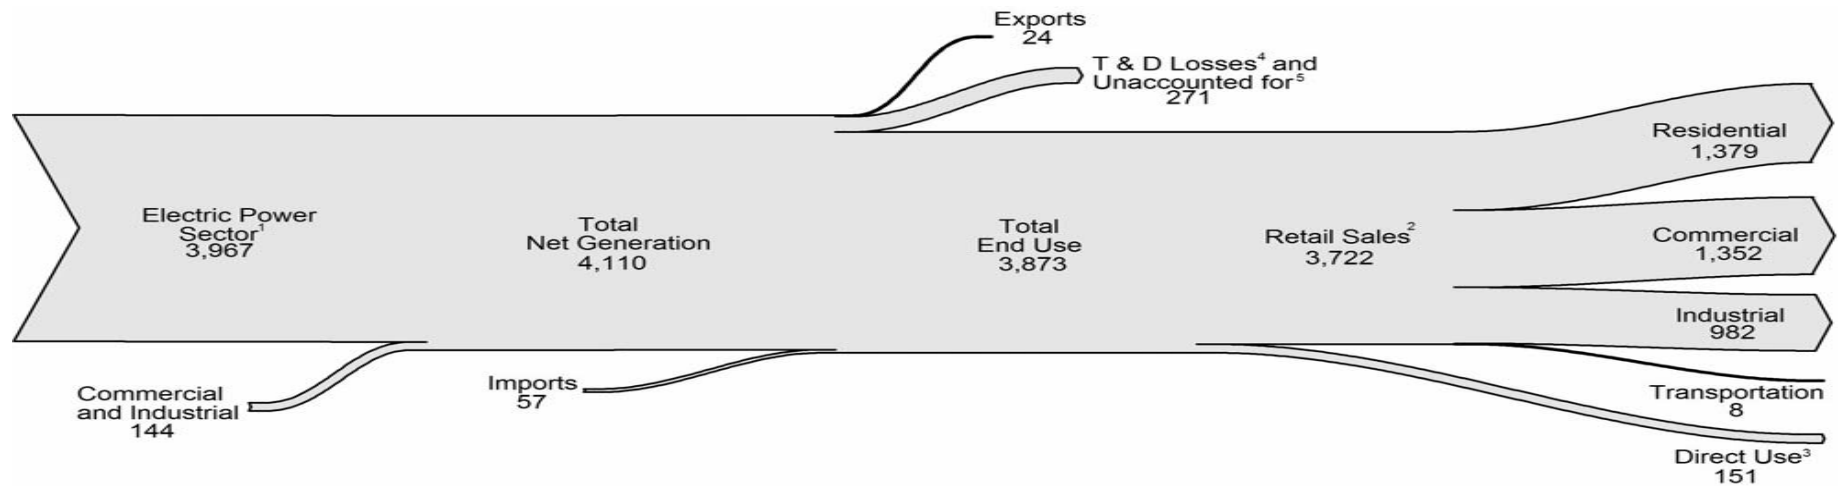 Exports
24
T & D Losses⁴ and
Unaccounted for⁵
271
Residential
1,379
Electric Power
Sector¹
3,967
Total
Net Generation
4,110
Total
End Use
3,873
Retail Sales²
3,722
Commercial
1,352
Industrial
982
Commercial
and Industrial
144
Imports
57
Transportation
8
Direct Use³
151